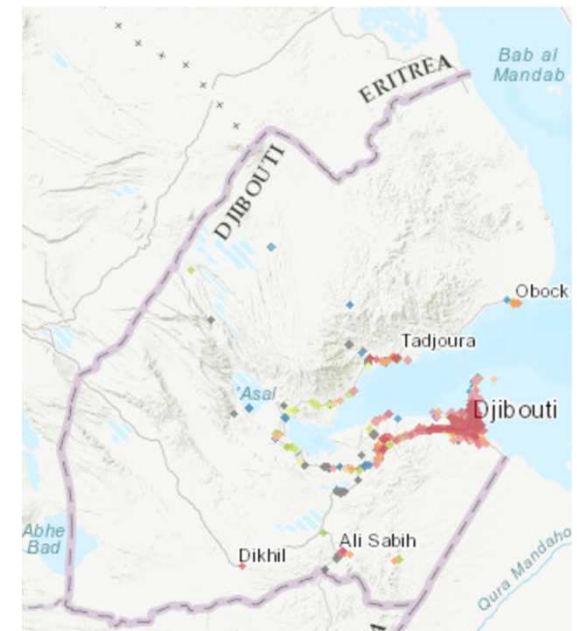 Bab al
Mandab
ERITREA
DJIBOUTI
Obock
Tadjoura
'Asal
Djibouti
Abhe
Bad
Dikhil
Ali Sabih
Qura Mandaho